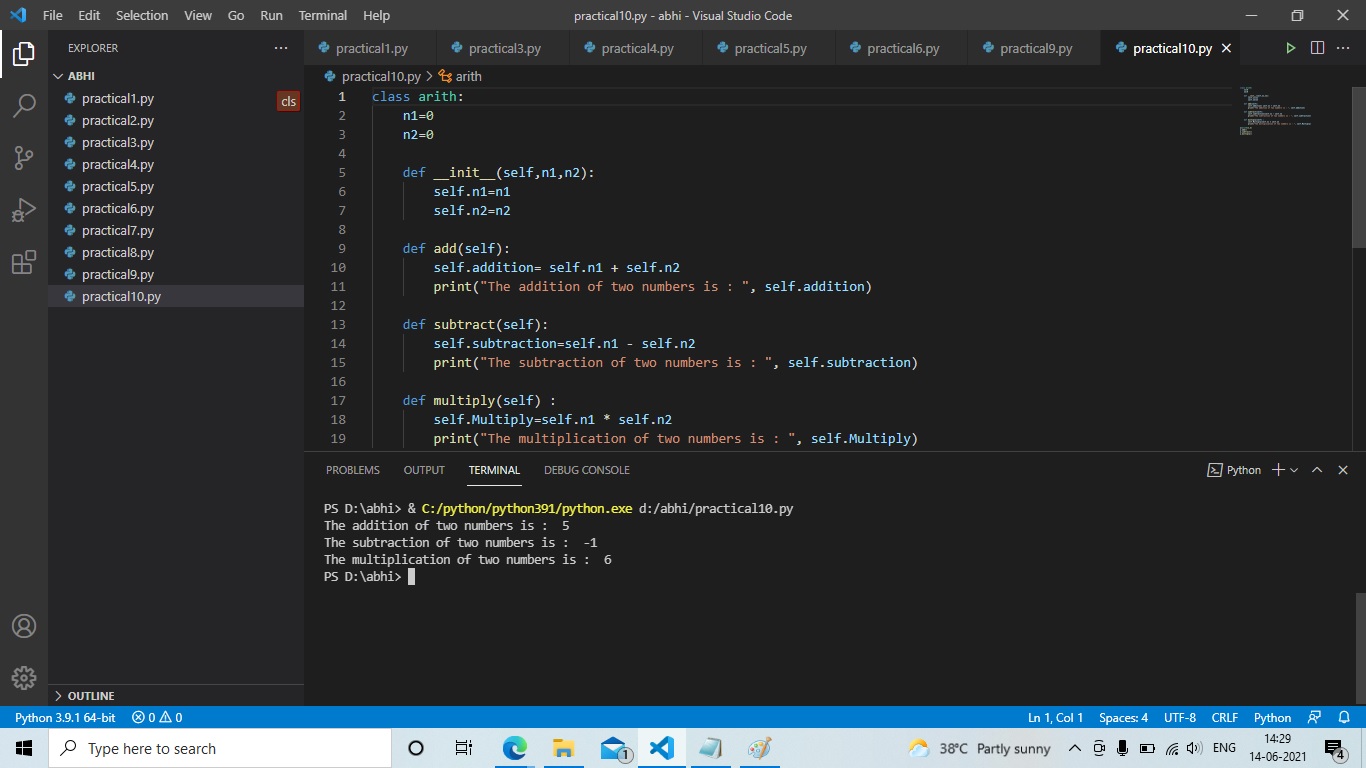 File Edit Selection View Go Run Terminal Help practical10.py - abhi - Visual Studio Code
EXPLORER
ABHI
practical1.py
cls
practical2.py
practical3.py
practical4.py
practical5.py
practical6.py
practical7.py
practical8.py
practical9.py
practical10.py
OUTLINE
practical1.py practical3.py practical4.py practical5.py practical6.py practical9.py practical10.py
practical10.py > arith
1 class arith:
2     n1=0
3     n2=0
4
5     def __init__(self,n1,n2):
6         self.n1=n1
7         self.n2=n2
8
9     def add(self):
10         self.addition= self.n1 + self.n2
11         print("The addition of two numbers is : ", self.addition)
12
13     def subtract(self):
14         self.subtraction=self.n1 - self.n2
15         print("The subtraction of two numbers is : ", self.subtraction)
16
17     def multiply(self) :
18         self.Multiply=self.n1 * self.n2
19         print("The multiplication of two numbers is : ", self.Multiply)
PROBLEMS OUTPUT TERMINAL DEBUG CONSOLE Python
PS D:\abhi> & C:/python/python391/python.exe d:/abhi/practical10.py
The addition of two numbers is :  5
The subtraction of two numbers is :  -1
The multiplication of two numbers is :  6
PS D:\abhi>
Python 3.9.1 64-bit 0 0 Ln 1, Col 1 Spaces: 4 UTF-8 CRLF Python
Type here to search 1 38°C Partly sunny ENG 14:29 4
14-06-2021